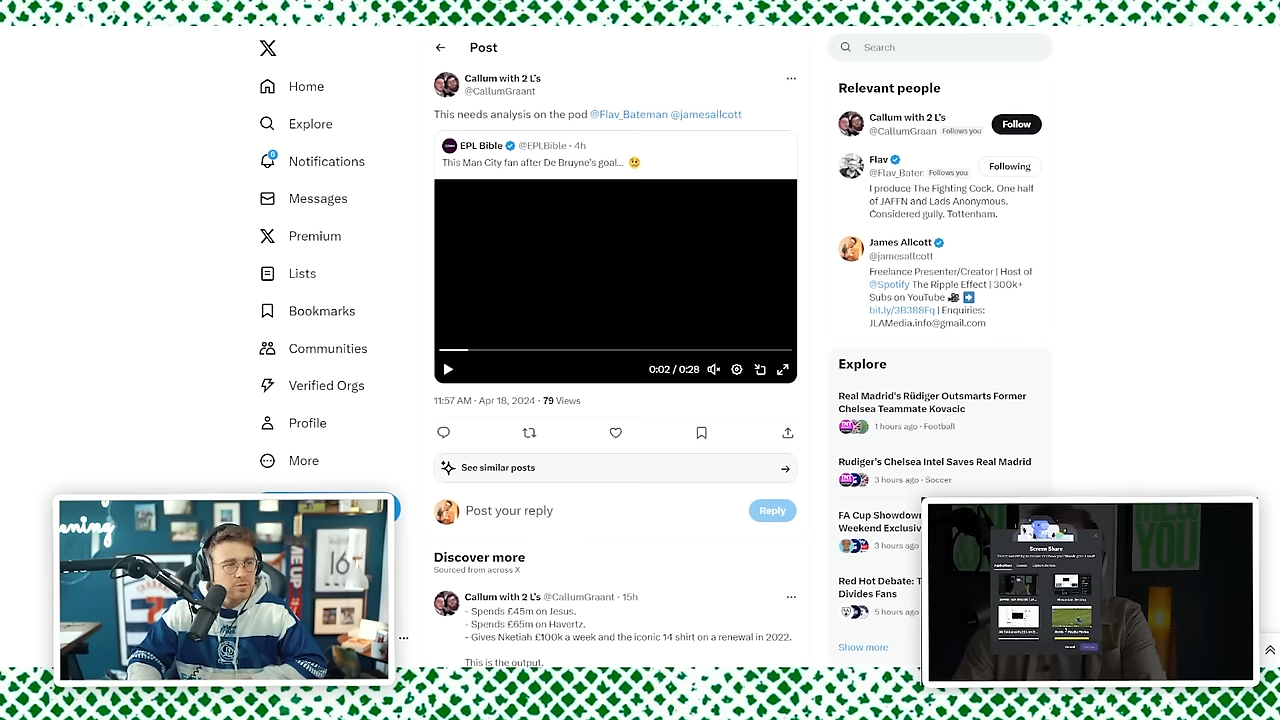 Home
Explore
6
Notifications
Messages
Premium
Lists
Bookmarks
Communities
Verified Orgs
Profile
More
Post
Callum with 2 L's
@CallumGraant
This needs analysis on the pod @Flav_Bateman @jamesallcott
EPL Bible @EPLBible · 4h
This Man City fan after De Bruyne's goal...
0:02 / 0:28
11:57 AM · Apr 18, 2024 · 79 Views
See similar posts
Post your reply
Reply
Discover more
Sourced from across X
Callum with 2 L's @CallumGraant · 15h
- Spends £45m on Jesus.
- Spends £65m on Havertz.
- Gives Nketiah £100k a week and the iconic 14 shirt on a renewal in 2022.
This is the output.
Search
Relevant people
Callum with 2 L's
@CallumGraan Follows you
Follow
Flav
@Flav_Baten Follows you
Following
I produce The Fighting Cock. One half
of JAFFN and Lads Anonymous.
Considered gully. Tottenham.
James Allcott
@jamesallcott
Freelance Presenter/Creator | Host of
@Spotify The Ripple Effect | 300k+
Subs on YouTube
bit.ly/3B388Fq | Enquiries:
JLAMedia.info@gmail.com
Explore
Real Madrid's Rüdiger Outsmarts Former
Chelsea Teammate Kovacic
1 hours ago · Football
Rudiger's Chelsea Intel Saves Real Madrid
3 hours ago · Soccer
FA Cup Showdow
Weekend Exclusiv
3 hours ago
Red Hot Debate: T
Divides Fans
5 hours ago
Show more
ening
Screen Share
YOU